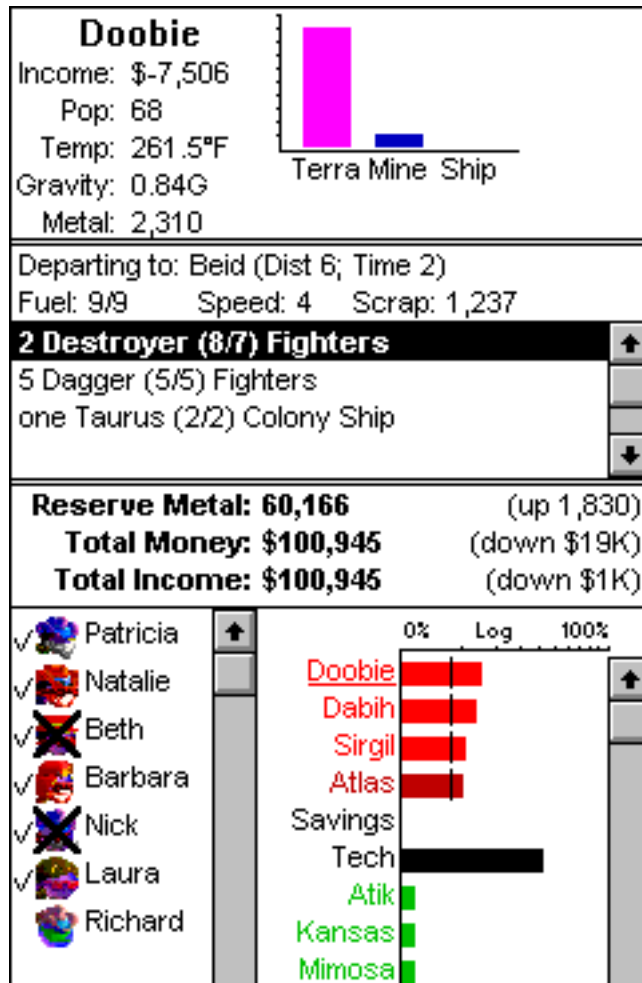 Doobie
Income: $-7,506
Pop: 68
Temp: 261.5°F
Gravity: 0.84G
Metal: 2,310
Terra Mine Ship
Departing to: Beid (Dist 6; Time 2)
Fuel: 9/9 Speed: 4 Scrap: 1,237
2 Destroyer (8/7) Fighters
5 Dagger (5/5) Fighters
one Taurus (2/2) Colony Ship
Reserve Metal: 60,166 (up 1,830)
Total Money: $100,945 (down $19K)
Total Income: $100,945 (down $1K)
Patricia
Natalie
Beth
Barbara
Nick
Laura
Richard
0% Log 100%
Doobie
Dabih
Sirgil
Atlas
Savings
Tech
Atik
Kansas
Mimosa